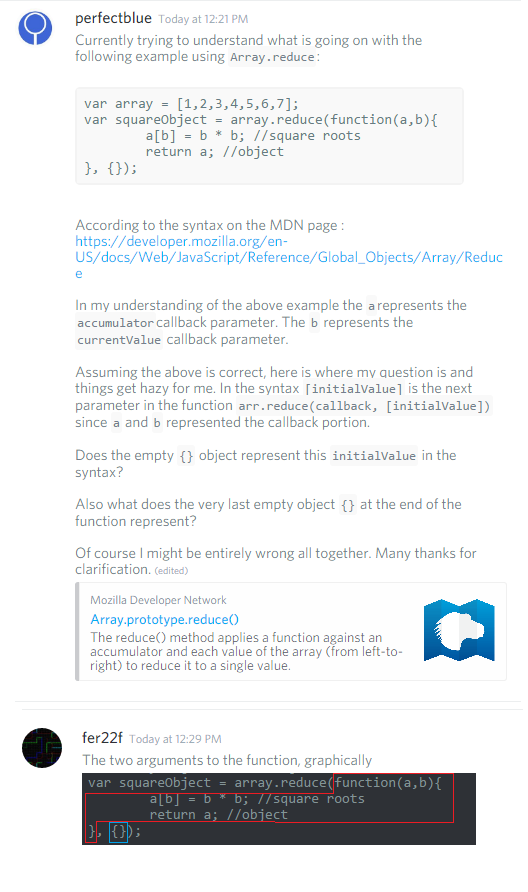 perfectblue Today at 12:21 PM
Currently trying to understand what is going on with the
following example using Array.reduce:
var array = [1,2,3,4,5,6,7];
var squareObject = array.reduce(function(a,b){
a[b] = b * b; //square roots
return a; //object
}, {});
According to the syntax on the MDN page :
https://developer.mozilla.org/en-
US/docs/Web/JavaScript/Reference/Global_Objects/Array/Reduc
e
In my understanding of the above example the a represents the
accumulator callback parameter. The b represents the
currentValue callback parameter.
Assuming the above is correct, here is where my question is and
things get hazy for me. In the syntax [initialValue] is the next
parameter in the function arr.reduce(callback, [initialValue])
since a and b represented the callback portion.
Does the empty {} object represent this initialValue in the
syntax?
Also what does the very last empty object {} at the end of the
function represent?
Of course I might be entirely wrong all together. Many thanks for
clarification. (edited)
Mozilla Developer Network
Array.prototype.reduce()
The reduce() method applies a function against an
accumulator and each value of the array (from left-to-
right) to reduce it to a single value.
fer22f Today at 12:29 PM
The two arguments to the function, graphically
var squareObject = array.reduce(function(a,b){
a[b] = b * b; //square roots
return a; //object
}, {});